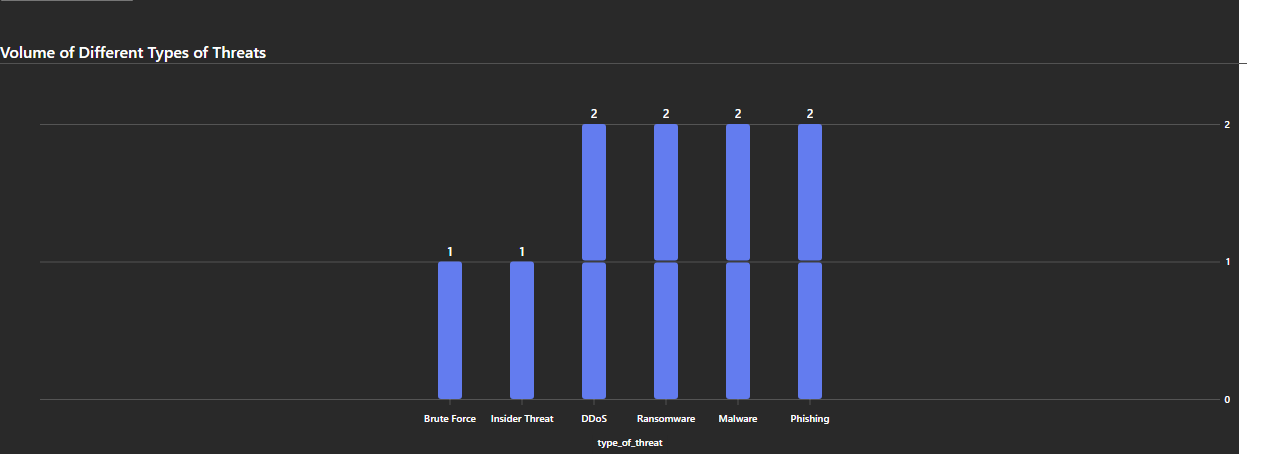 Volume of Different Types of Threats
2 2 2 2
2
1 1
1
0
Brute Force Insider Threat DDoS Ransomware Malware Phishing
type_of_threat